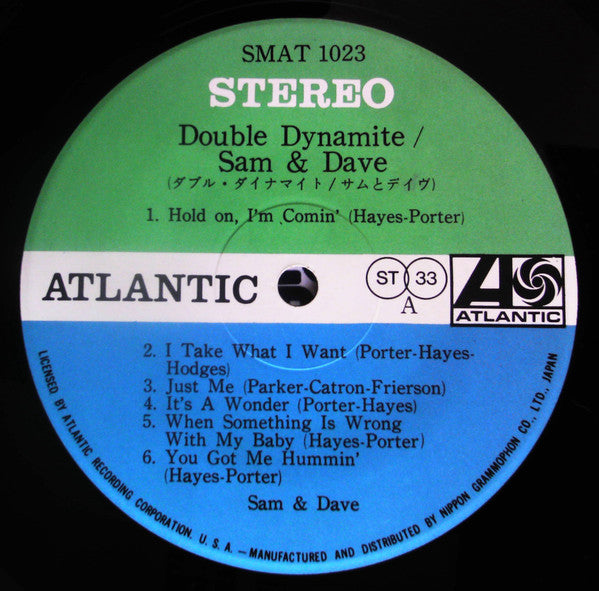 SMAT 1023
STEREO
Double Dynamite /
Sam & Dave
(ダブル・ダイナマイト/サムとデイヴ)
1. Hold on, I'm Comin' (Hayes-Porter)
ATLANTIC
ST 33
A
ATLANTIC
2. I Take What I Want (Porter-Hayes-
Hodges)
3. Just Me (Parker-Catron-Frierson)
4. It's A Wonder (Porter-Hayes)
5. When Something Is Wrong
With My Baby (Hayes-Porter)
6. You Got Me Hummin'
(Hayes-Porter)
Sam & Dave
LICENSED BY ATLANTIC RECORDING CORPORATION. U. S. A. — MANUFACTURED AND DISTRIBUTED BY NIPPON GRAMMOPHON CO., LTD., JAPAN